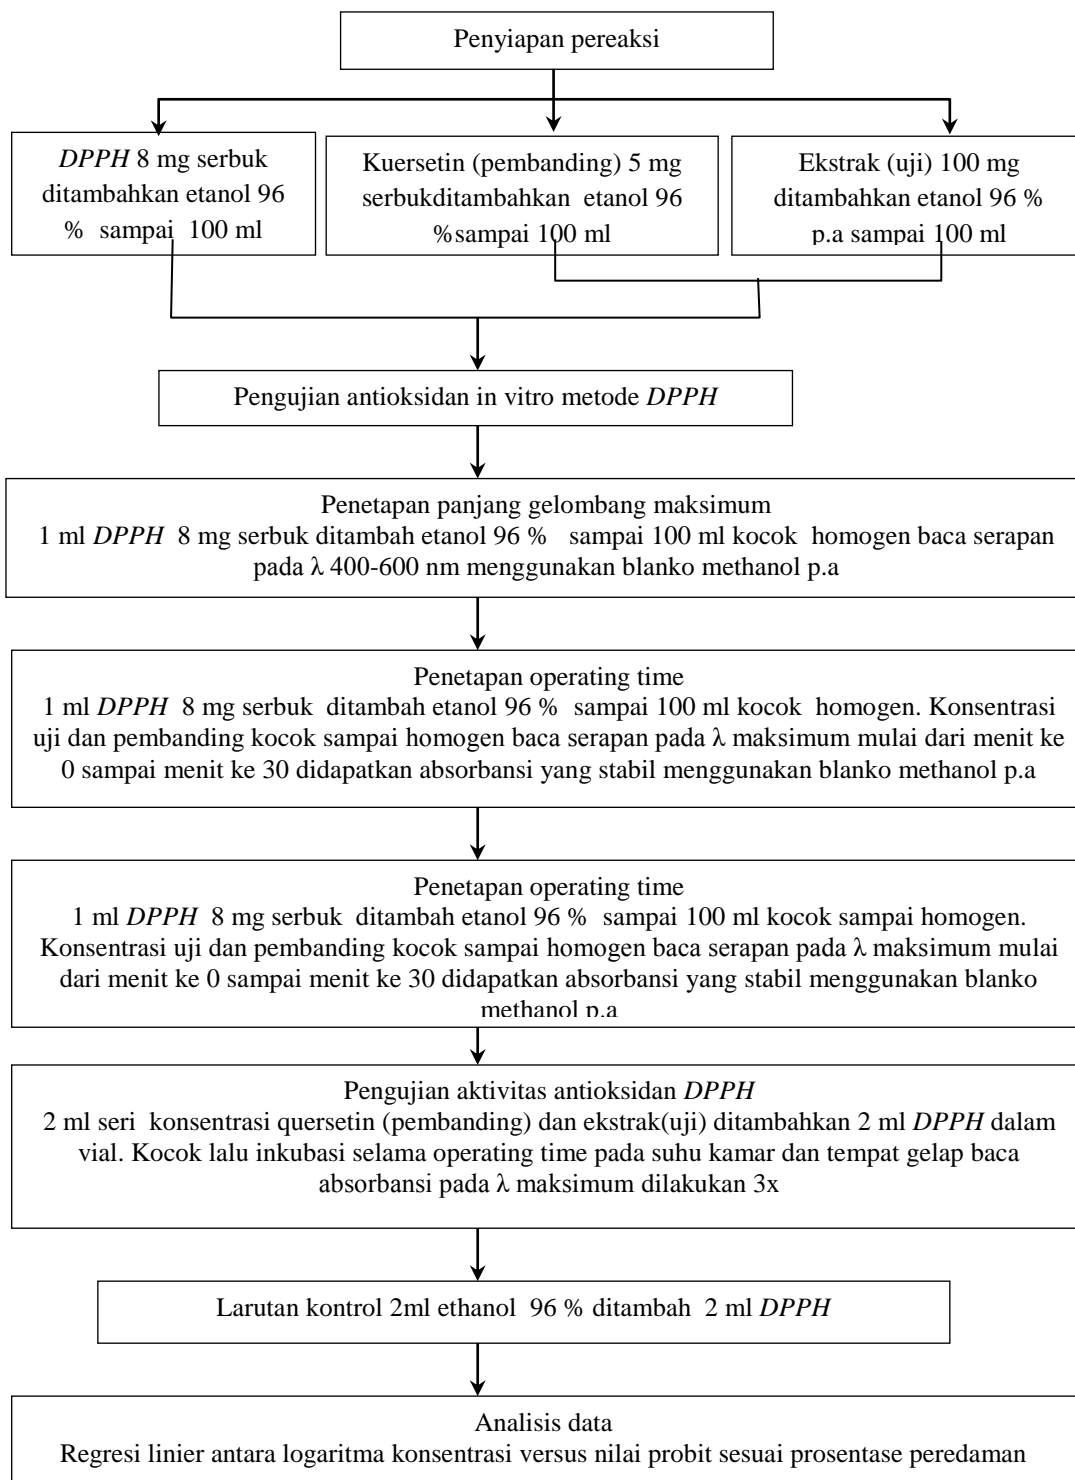 Penyiapan pereaksi
DPPH 8 mg serbuk
ditambahkan etanol 96
% sampai 100 ml
Kuersetin (pembanding) 5 mg
serbukditambahkan etanol 96
%sampai 100 ml
Ekstrak (uji) 100 mg
ditambahkan etanol 96 %
p.a sampai 100 ml
Pengujian antioksidan in vitro metode DPPH
Penetapan panjang gelombang maksimum
1 ml DPPH 8 mg serbuk ditambah etanol 96 % sampai 100 ml kocok homogen baca serapan
pada λ 400-600 nm menggunakan blanko methanol p.a
Penetapan operating time
1 ml DPPH 8 mg serbuk ditambah etanol 96 % sampai 100 ml kocok homogen. Konsentrasi
uji dan pembanding kocok sampai homogen baca serapan pada λ maksimum mulai dari menit ke
0 sampai menit ke 30 didapatkan absorbansi yang stabil menggunakan blanko methanol p.a
Penetapan operating time
1 ml DPPH 8 mg serbuk ditambah etanol 96 % sampai 100 ml kocok sampai homogen.
Konsentrasi uji dan pembanding kocok sampai homogen baca serapan pada λ maksimum mulai
dari menit ke 0 sampai menit ke 30 didapatkan absorbansi yang stabil menggunakan blanko
methanol p.a
Pengujian aktivitas antioksidan DPPH
2 ml seri konsentrasi quersetin (pembanding) dan ekstrak(uji) ditambahkan 2 ml DPPH dalam
vial. Kocok lalu inkubasi selama operating time pada suhu kamar dan tempat gelap baca
absorbansi pada λ maksimum dilakukan 3x
Larutan kontrol 2ml ethanol 96 % ditambah 2 ml DPPH
Analisis data
Regresi linier antara logaritma konsentrasi versus nilai probit sesuai prosentase peredaman